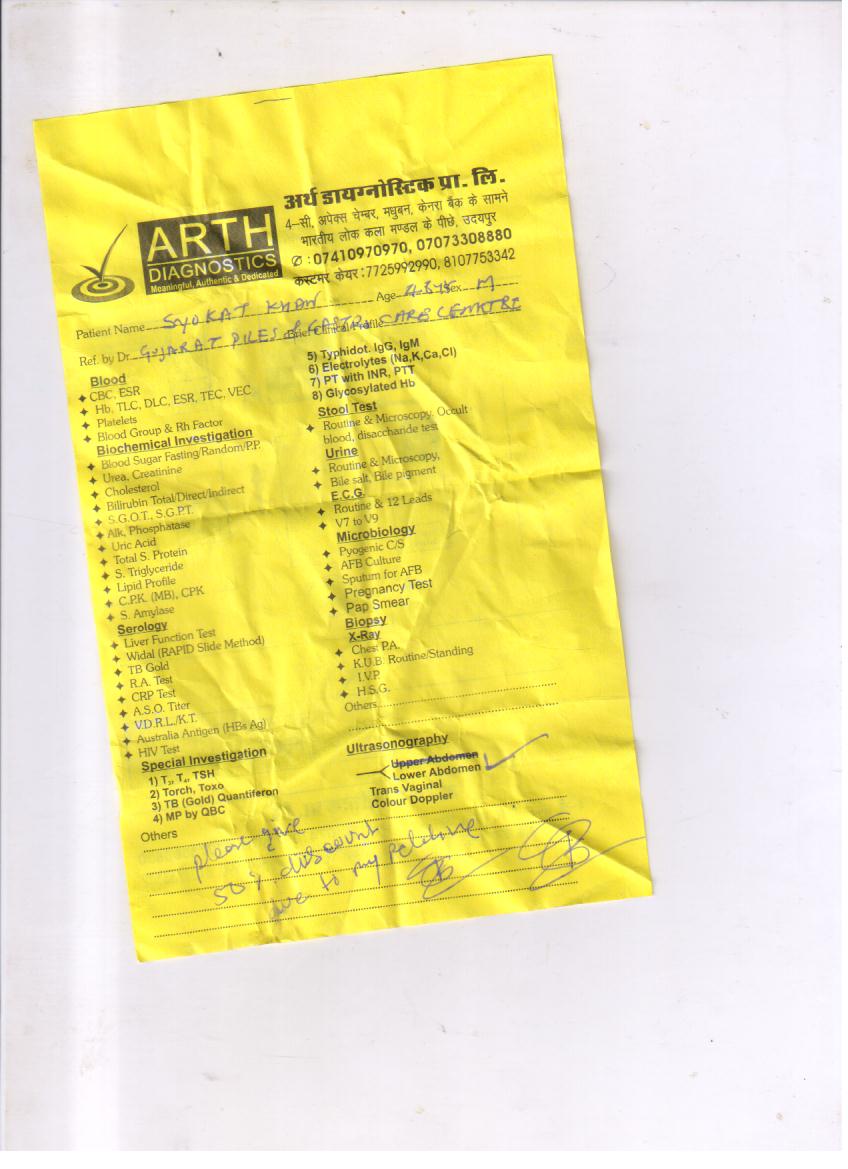 अर्थ डायग्नोस्टिक प्रा. लि.
4-सी, अपेक्स चेम्बर, मधुबन, केनरा बैंक के सामने
भारतीय लोक कला मण्डल के पीछे, उदयपुर
✆ : 07410970970, 07073308880
कस्टमर केयर : 7725992990, 8107753342
ARTH
DIAGNOSTICS
Meaningful, Authentic & Dedicated
Patient Name SYOKAT KHAN Age Sex M
Ref. by Dr. GUJARAT PILES & GASTRO CARE CEMKTRE
Brief Clinical Profile
Blood
✦ CBC, ESR
✦ Hb, TLC, DLC, ESR, TEC, VEC
✦ Platelets
✦ Blood Group & Rh Factor
Biochemical Investigation
✦ Blood Sugar Fasting/Random/P.P.
✦ Urea, Creatinine
✦ Cholesterol
✦ Bilirubin Total/Direct/Indirect
✦ S.G.O.T., S.G.P.T.
✦ Alk, Phosphatase
✦ Uric Acid
✦ Total S. Protein
✦ S. Triglyceride
✦ Lipid Profile
✦ C.P.K. (MB), CPK
✦ S. Amylase
Serology
✦ Liver Function Test
✦ Widal (RAPID Slide Method)
✦ TB Gold
✦ R.A. Test
✦ CRP Test
✦ A.S.O. Titer
✦ V.D.R.L./K.T.
✦ Australia Antigen (HBs Ag)
✦ HIV Test
Special Investigation
1) T₃, T₄, TSH
2) Torch, Toxo
3) TB (Gold) Quantiferon
4) MP by QBC
5) Typhidot. IgG, IgM
6) Electrolytes (Na,K,Ca,Cl)
7) PT with INR, PTT
8) Glycosylated Hb
Stool Test
✦ Routine & Microscopy. Occult
blood, disaccharide test
Urine
✦ Routine & Microscopy,
✦ Bile salt, Bile pigment
E.C.G.
✦ Routine & 12 Leads
✦ V7 to V9
Microbiology
✦ Pyogenic C/S
✦ AFB Culture
✦ Sputum for AFB
✦ Pregnancy Test
✦ Pap Smear
Biopsy
X-Ray
✦ Chest P.A.
✦ K.U.B. Routine/Standing
✦ I.V.P.
✦ H.S.G.
Others
Ultrasonography
Upper Abdomen
Lower Abdomen ✓
Trans Vaginal
Colour Doppler
Others
please give
50% discount
due to my relative